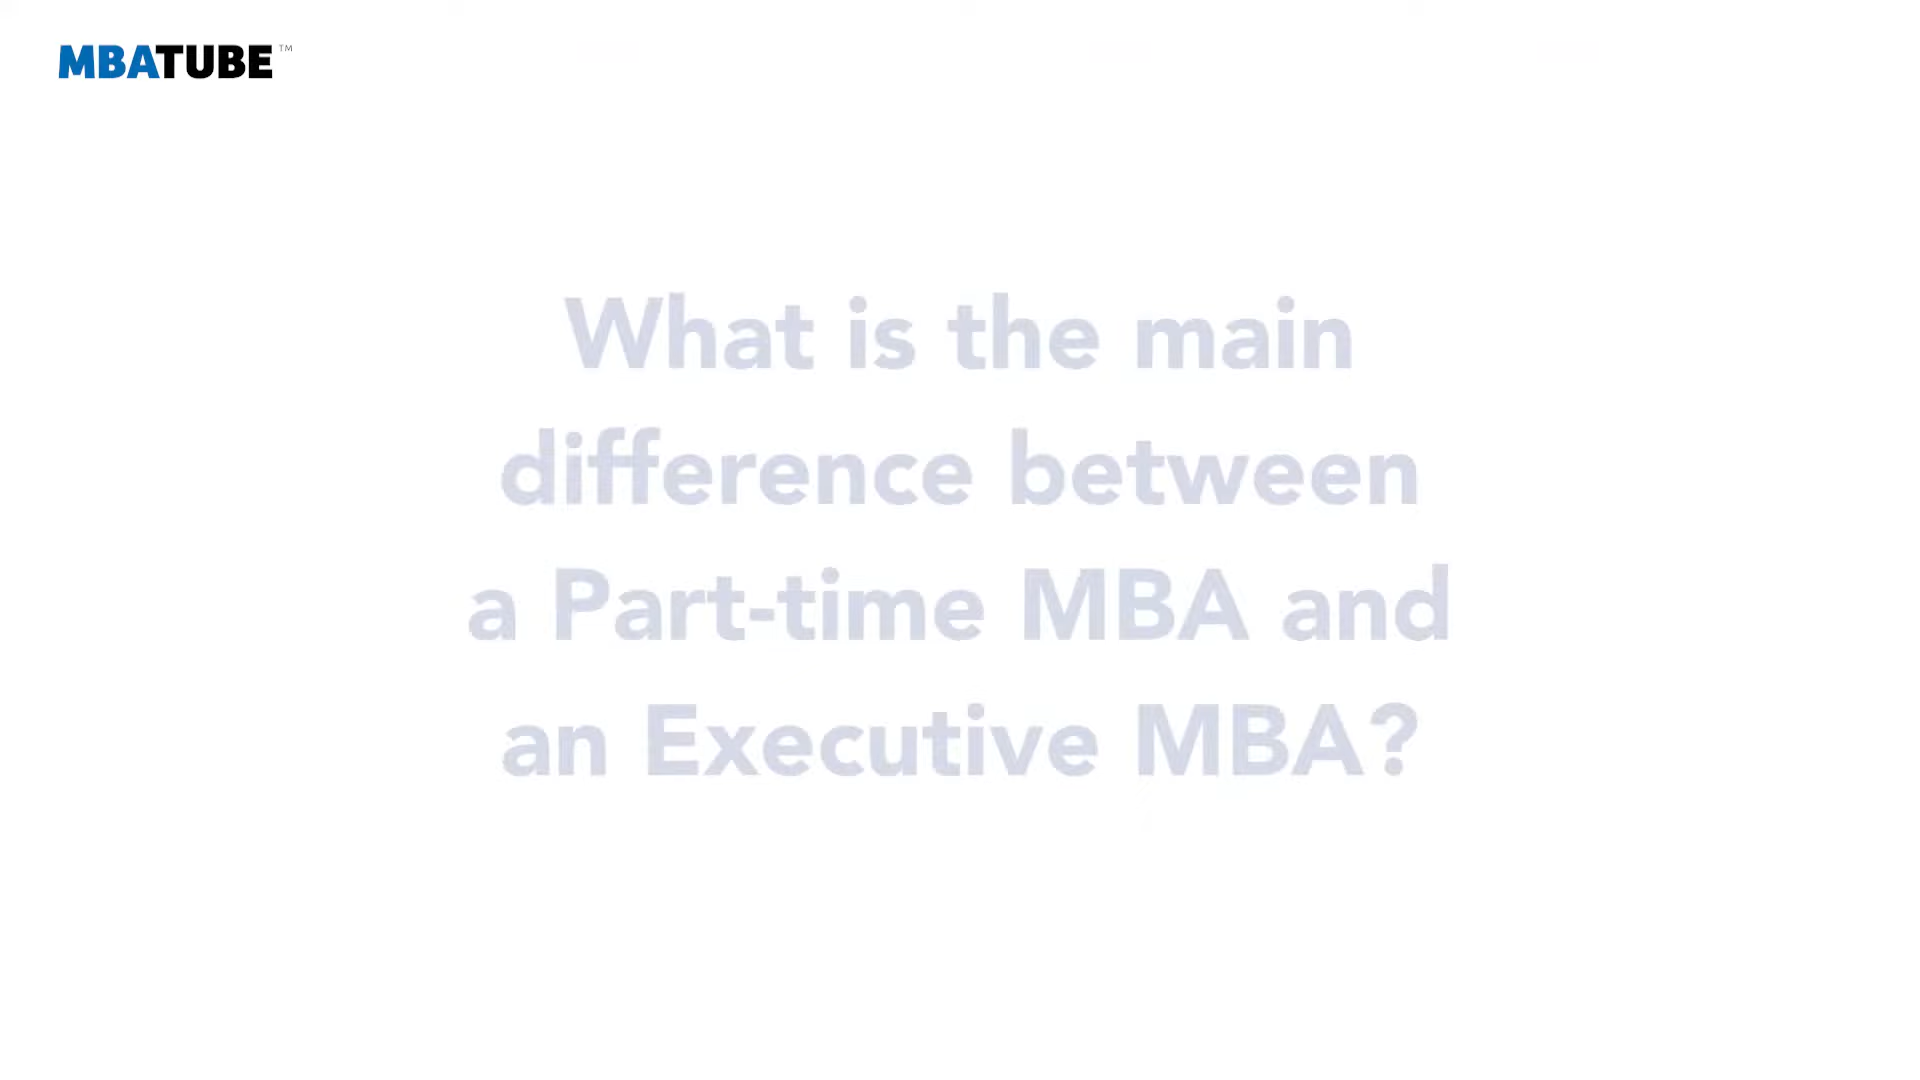 MBATUBE™
What is the main
difference between
a Part-time MBA and
an Executive MBA?